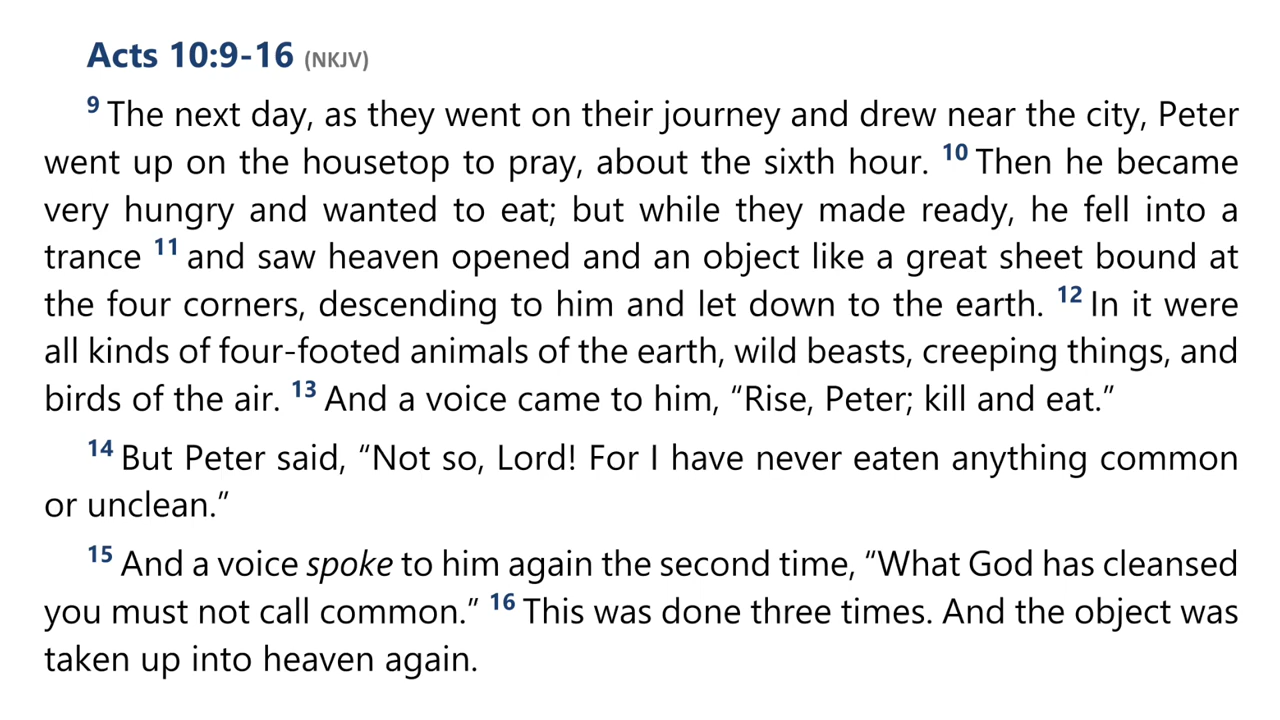 Acts 10:9-16 (NKJV)
9 The next day, as they went on their journey and drew near the city, Peter
went up on the housetop to pray, about the sixth hour. 10 Then he became
very hungry and wanted to eat; but while they made ready, he fell into a
trance 11 and saw heaven opened and an object like a great sheet bound at
the four corners, descending to him and let down to the earth. 12 In it were
all kinds of four-footed animals of the earth, wild beasts, creeping things, and
birds of the air. 13 And a voice came to him, “Rise, Peter; kill and eat.”
14 But Peter said, “Not so, Lord! For I have never eaten anything common
or unclean.”
15 And a voice spoke to him again the second time, “What God has cleansed
you must not call common.” 16 This was done three times. And the object was
taken up into heaven again.